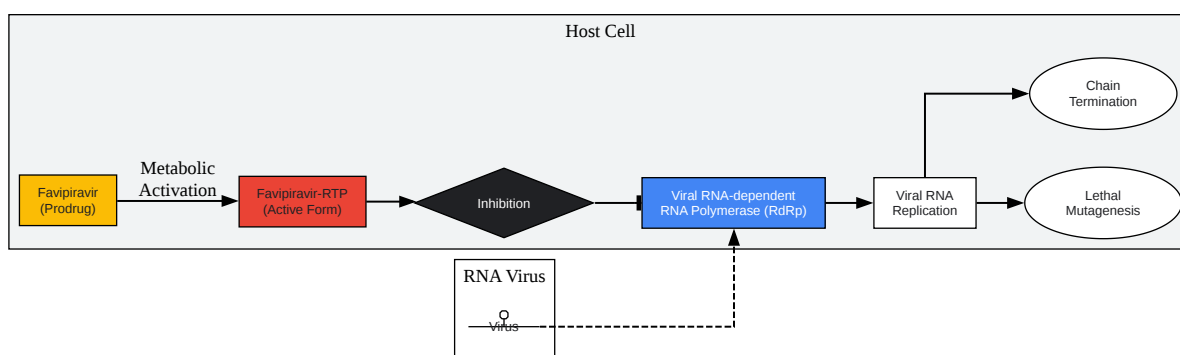 Host Cell
Chain
Termination
Metabolic
Activation
Favipiravir
(Prodrug)
Favipiravir-RTP
(Active Form)
Inhibition
Viral RNA-dependent
RNA Polymerase (RdRp)
Viral RNA
Replication
Lethal
Mutagenesis
RNA Virus
Virus